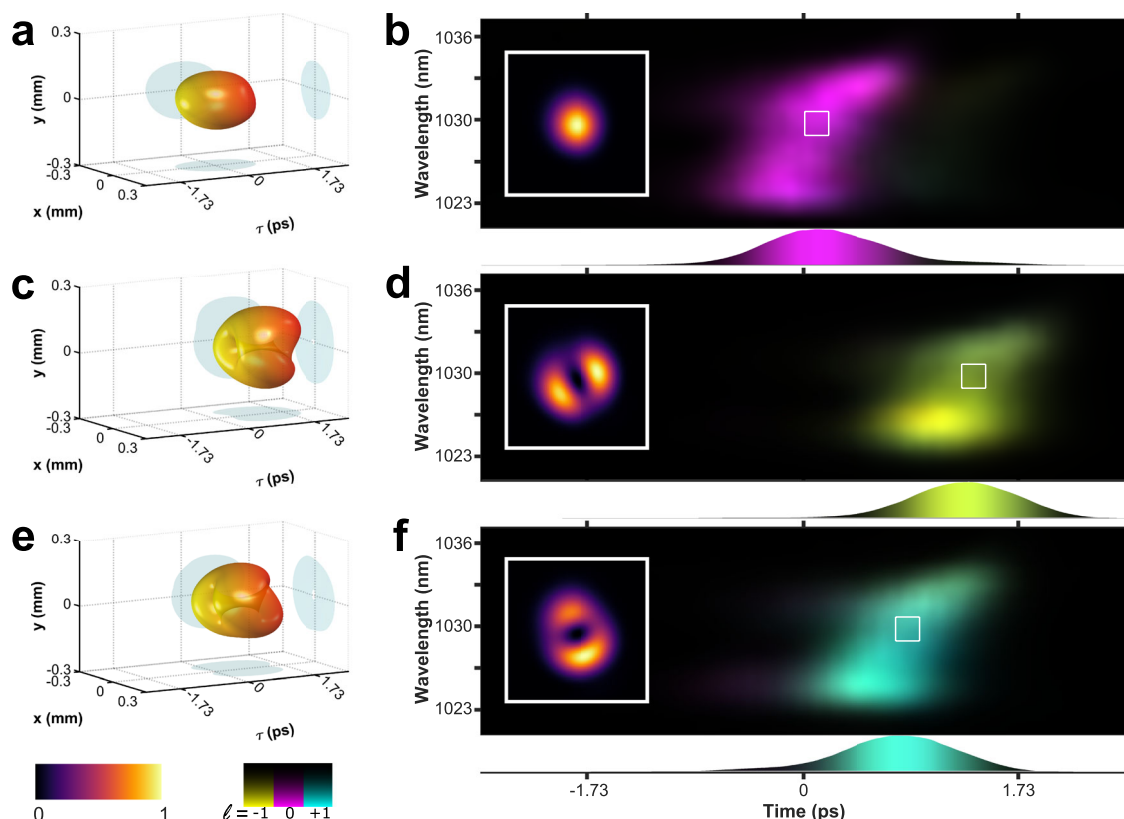 a
0.3
0
-0.3
y (mm)
-0.3
0
0.3
x (mm)
-1.73
0
1.73
τ (ps)
b
1036
1030
1023
Wavelength (nm)
c
0.3
0
-0.3
y (mm)
-0.3
0
0.3
x (mm)
-1.73
0
1.73
τ (ps)
d
1036
1030
1023
Wavelength (nm)
e
0.3
0
-0.3
y (mm)
-0.3
0
0.3
x (mm)
-1.73
0
1.73
τ (ps)
f
1036
1030
1023
Wavelength (nm)
-1.73 0 1.73
Time (ps)
0 1
ℓ = -1 0 +1